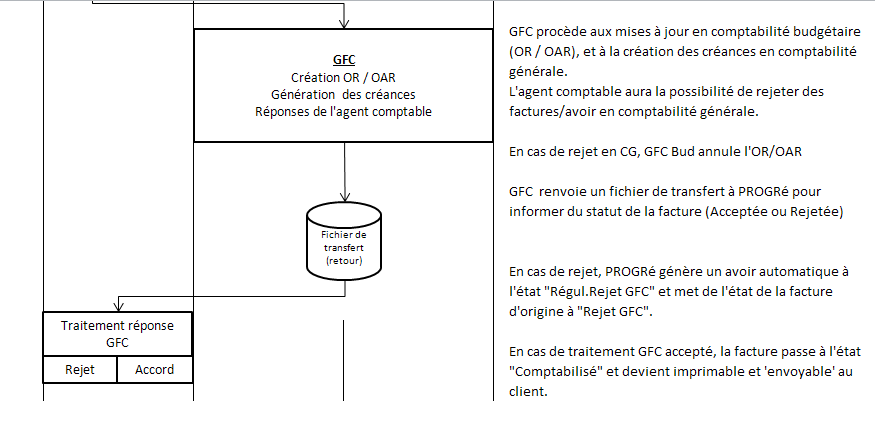 GFC
Création OR / OAR
Génération  des créances
Réponses de l'agent comptable
GFC procède aux mises à jour en comptabilité budgétaire
(OR / OAR), et à la création des créances en comptabilité
générale.
L'agent comptable aura la possibilité de rejeter des
factures/avoir en comptabilité générale.
En cas de rejet en CG, GFC Bud annule l'OR/OAR
GFC  renvoie un fichier de transfert à PROGRé pour
informer du statut de la facture (Acceptée ou Rejetée)
Fichier de
transfert
(retour)
En cas de rejet, PROGRé génère un avoir automatique à
l'état "Régul.Rejet GFC" et met de l'état de la facture
d'origine à "Rejet GFC".
Traitement réponse
GFC
Rejet
Accord
En cas de traitement GFC accepté, la facture passe à l'état
"Comptabilisé" et devient imprimable et 'envoyable' au
client.